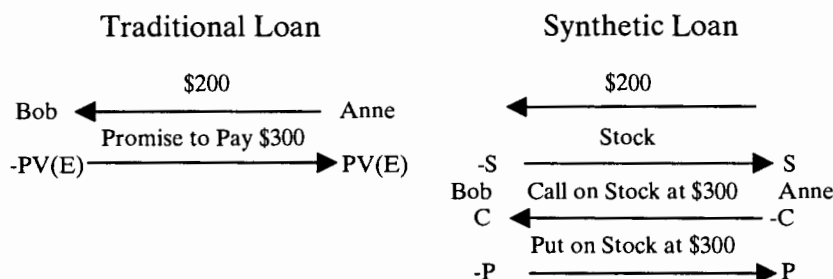 Traditional Loan
$200
Bob Anne
Promise to Pay $300
-PV(E) PV(E)
Synthetic Loan
$200
Stock
-S S
Bob Call on Stock at $300 Anne
C -C
Put on Stock at $300
-P P